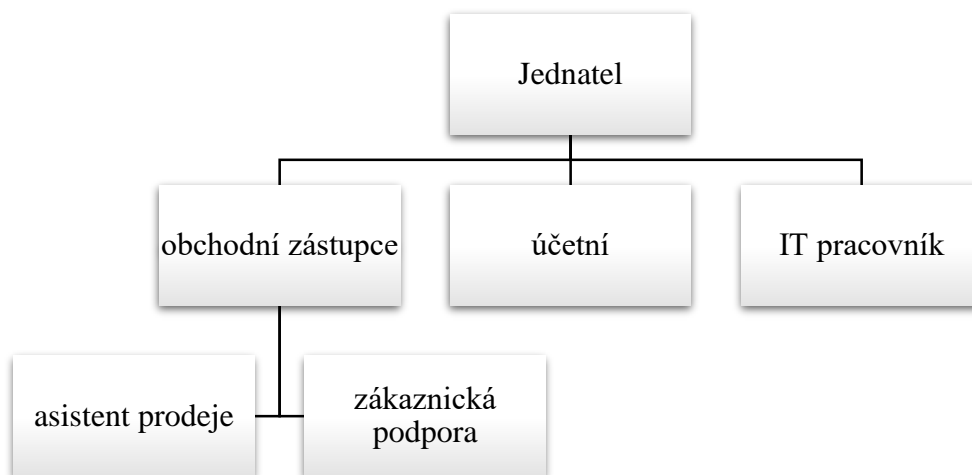 Jednatel
obchodní zástupce
účetní
IT pracovník
asistent prodeje
zákaznická
podpora